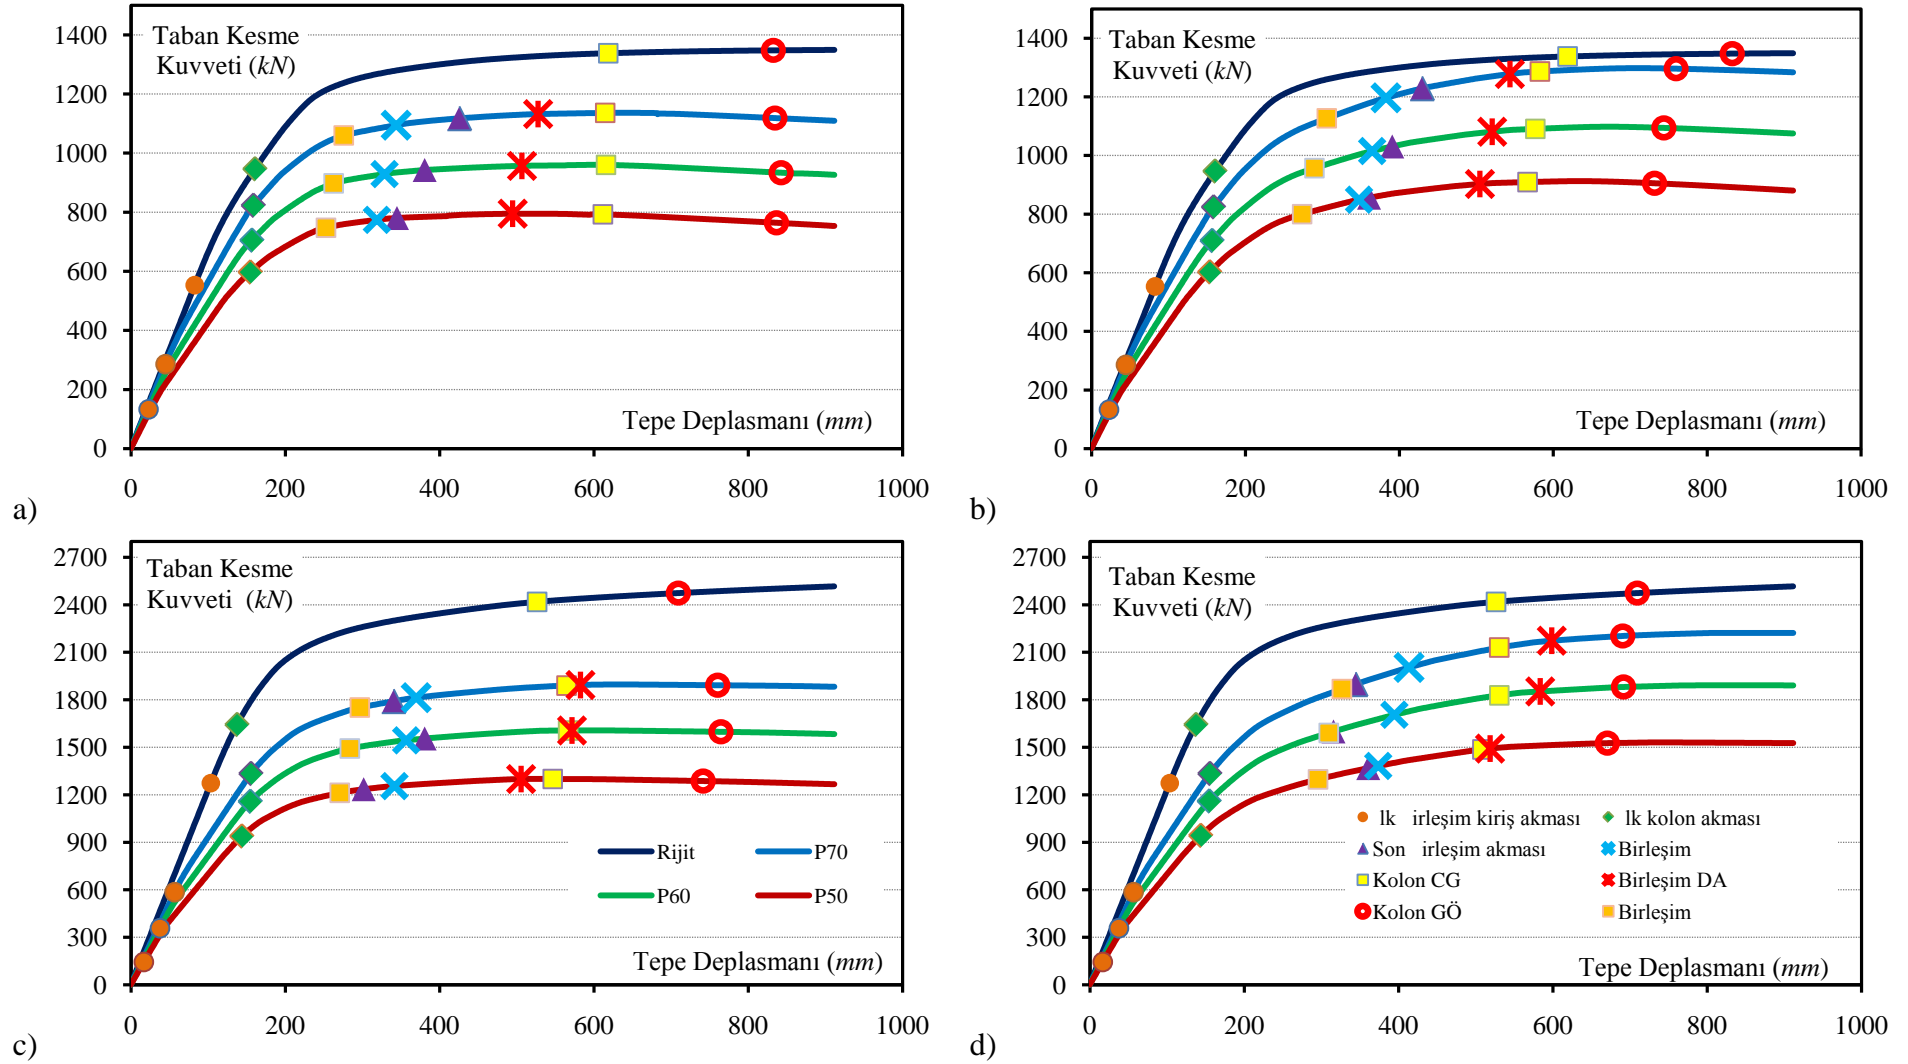 1400
1200
1000
800
600
400
200
0
Taban Kesme
Kuvveti (kN)
Tepe Deplasmanı (mm)
0 200 400 600 800 1000
a)
1400
1200
1000
800
600
400
200
0
Taban Kesme
Kuvveti (kN)
Tepe Deplasmanı (mm)
0 200 400 600 800 1000
b)
2700
2400
2100
1800
1500
1200
900
600
300
0
Taban Kesme
Kuvveti (kN)
Rijit P70
P60 P50
Tepe Deplasmanı (mm)
0 200 400 600 800 1000
c)
2700
2400
2100
1800
1500
1200
900
600
300
0
Taban Kesme
Kuvveti (kN)
lk irleşim kiriş akması lk kolon akması
Son irleşim akması Birleşim
Kolon CG Birleşim DA
Kolon GÖ Birleşim
Tepe Deplasmanı (mm)
0 200 400 600 800 1000
d)